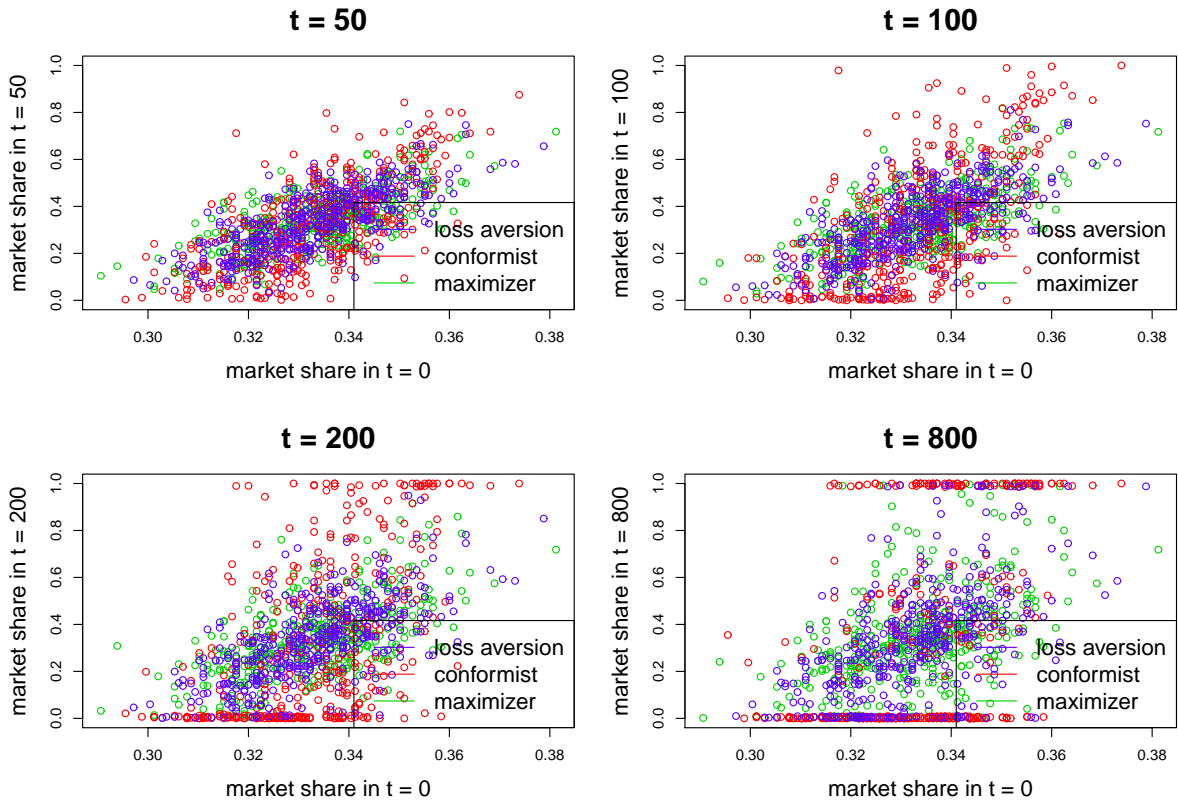 t = 50
market share in t = 50
1.0
0.8
0.6
0.4
0.2
0.0
loss aversion
conformist
maximizer
0.30
0.32
0.34
0.36
0.38
market share in t = 0
t = 100
market share in t = 100
1.0
0.8
0.6
0.4
0.2
0.0
loss aversion
conformist
maximizer
0.30
0.32
0.34
0.36
0.38
market share in t = 0
t = 200
market share in t = 200
1.0
0.8
0.6
0.4
0.2
0.0
loss aversion
conformist
maximizer
0.30
0.32
0.34
0.36
0.38
market share in t = 0
t = 800
market share in t = 800
1.0
0.8
0.6
0.4
0.2
0.0
loss aversion
conformist
maximizer
0.30
0.32
0.34
0.36
0.38
market share in t = 0